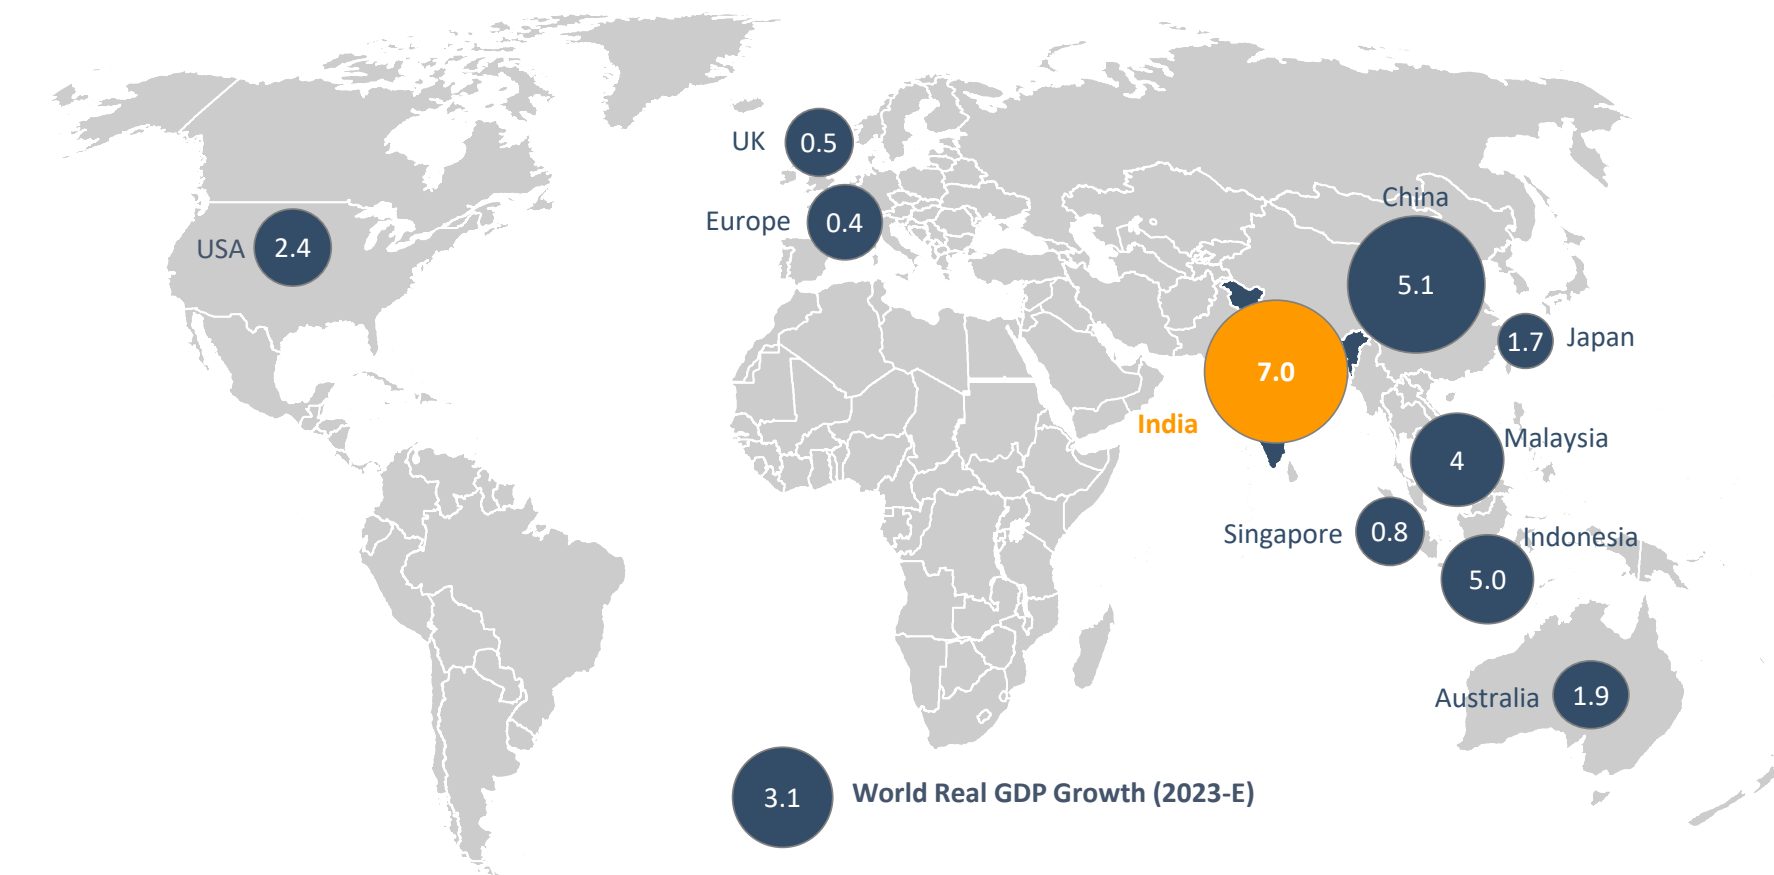 UK
0.5
Europe
0.4
USA
2.4
China
5.1
1.7
Japan
7.0
India
Malaysia
4
Singapore
0.8
Indonesia
5.0
Australia
1.9
3.1
World Real GDP Growth (2023-E)